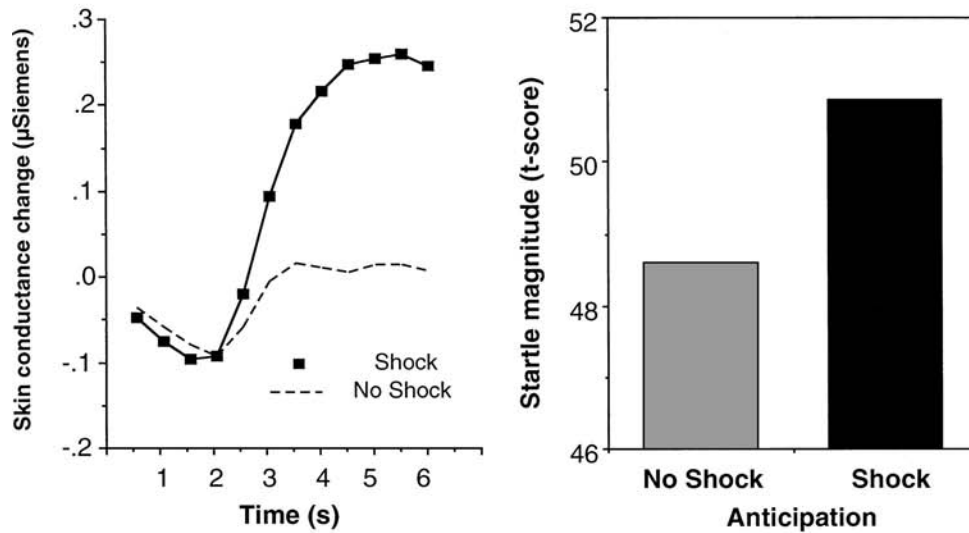 Skin conductance change (µSiemens)
.3
.2
.1
.0
-.1
-.2
Shock
No Shock
1 2 3 4 5 6
Time (s)
Startle magnitude (t-score)
52
50
48
46
No Shock Shock
Anticipation